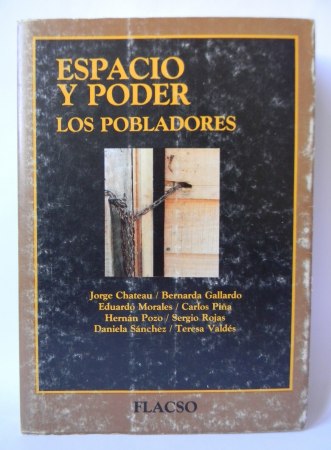 ESPACIO
Y PODER
LOS POBLADORES
Jorge Chateau / Bernarda Gallardo
Eduardo Morales / Carlos Piña
Hernán Pozo / Sergio Rojas
Daniela Sánchez / Teresa Valdés
FLACSO